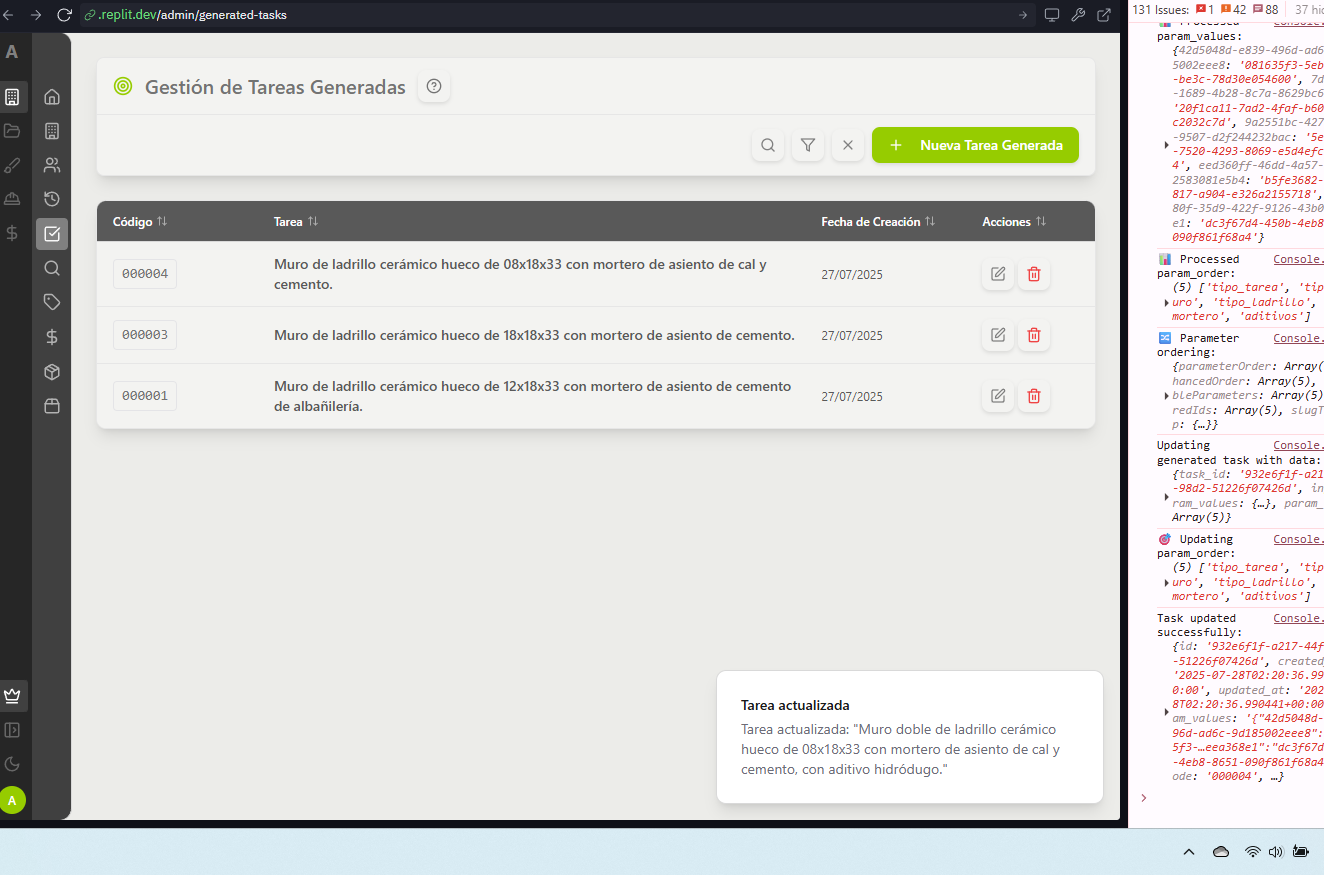 .replit.dev/admin/generated-tasks
131 Issues: 1 42 88 37 hid
A
Gestión de Tareas Generadas
Nueva Tarea Generada
Código Tarea Fecha de Creación Acciones
000004
Muro de ladrillo cerámico hueco de 08x18x33 con mortero de asiento de cal y
cemento.
27/07/2025
000003
Muro de ladrillo cerámico hueco de 18x18x33 con mortero de asiento de cemento.
27/07/2025
000001
Muro de ladrillo cerámico hueco de 12x18x33 con mortero de asiento de cemento
de albañilería.
27/07/2025
A
Tarea actualizada
Tarea actualizada: "Muro doble de ladrillo cerámico
hueco de 08x18x33 con mortero de asiento de cal y
cemento, con aditivo hidródugo."
Processed Console.
param_values:
{42d5048d-e839-496d-ad6
5002eee8: '081635f3-5eb
-be3c-78d30e054600', 7d
-1689-4b28-8c7a-8629bc6
'20f1ca11-7ad2-4faf-b60
c2032c7d', 9a2551bc-427
-9507-d2f244232bac: '5e
-7520-4293-8069-e5d4efc
4', eed360ff-46dd-4a57-
2583081e5b4: 'b5fe3682-
817-a904-e326a2155718',
80f-35d9-422f-9126-43b0
e1: 'dc3f67d4-450b-4eb8
090f861f68a4'}
Processed Console.
param_order:
(5) ['tipo_tarea', 'tip
uro', 'tipo_ladrillo',
mortero', 'aditivos']
Parameter Console.
ordering:
{parameterOrder: Array(
hancedOrder: Array(5),
bleParameters: Array(5)
redIds: Array(5), slugT
p: {…}}
Updating Console.
generated task with data:
{task_id: '932e6f1f-a21
-98d2-51226f07426d', in
ram_values: {…}, param_
Array(5)}
Updating Console.
param_order:
(5) ['tipo_tarea', 'tip
uro', 'tipo_ladrillo',
mortero', 'aditivos']
Task updated Console.
successfully:
{id: '932e6f1f-a217-44f
-51226f07426d', created
'2025-07-28T02:20:36.99
0:00', updated_at: '202
8T02:20:36.990441+00:00
am_values: '{"42d5048d-
96d-ad6c-9d185002eee8":
5f3-…eea368e1":"dc3f67d
-4eb8-8651-090f861f68a4
ode: '000004', …}